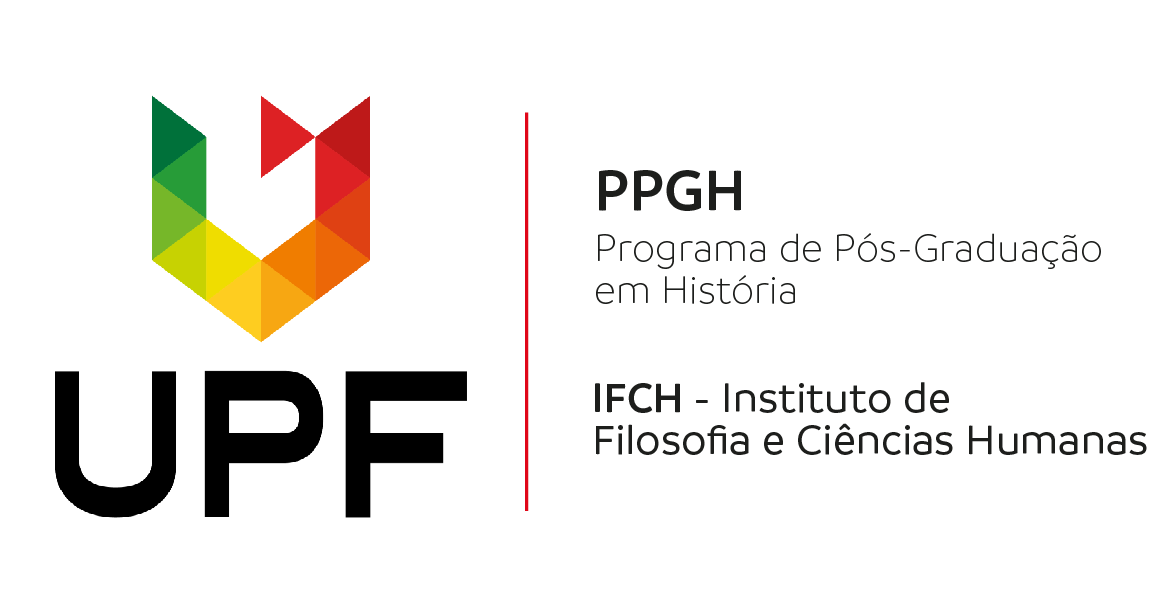 UPF
PPGH
Programa de Pós-Graduação
em História
IFCH - Instituto de
Filosofia e Ciências Humanas